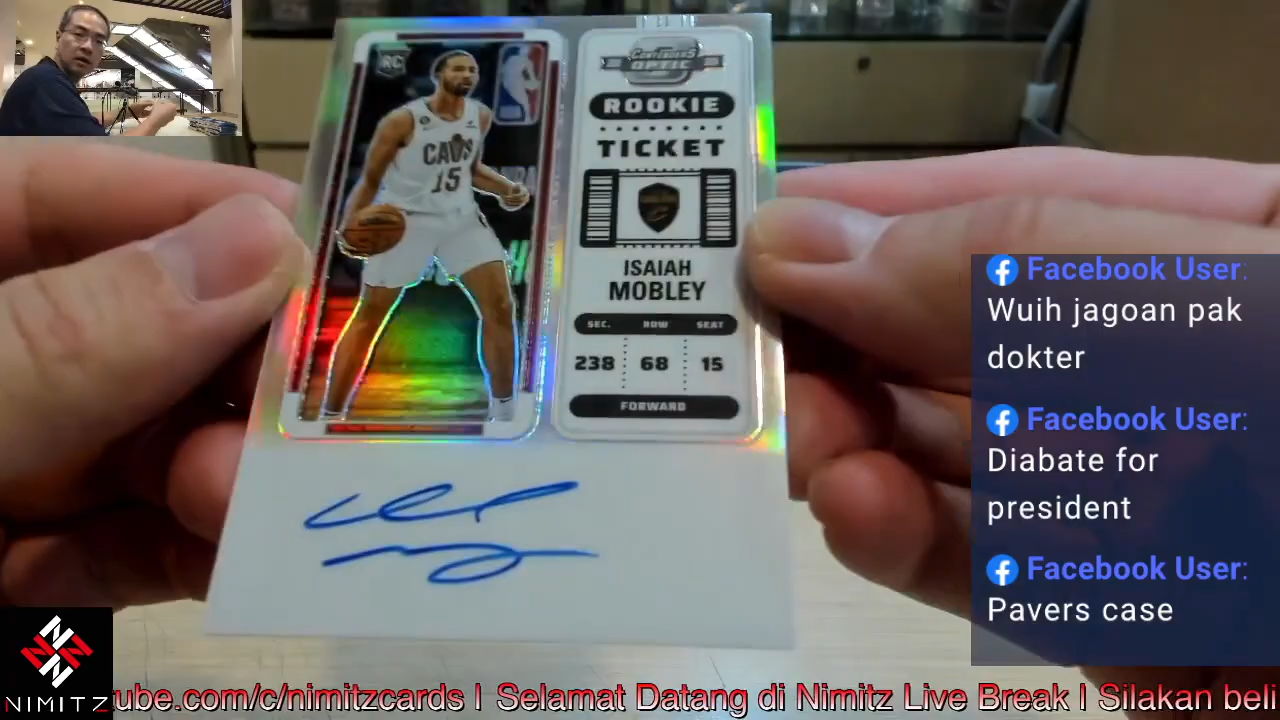 RC
CAVS
15
CONTENDERS
OPTIC
ROOKIE
TICKET
ISAIAH
MOBLEY
SEC. ROW SEAT
238 68 15
FORWARD
Facebook User:
Wuih jagoan pak
dokter
Facebook User:
Diabate for
president
Facebook User:
Pavers case
NIMITZ
tube.com/c/nimitzcards | Selamat Datang di Nimitz Live Break | Silakan beli